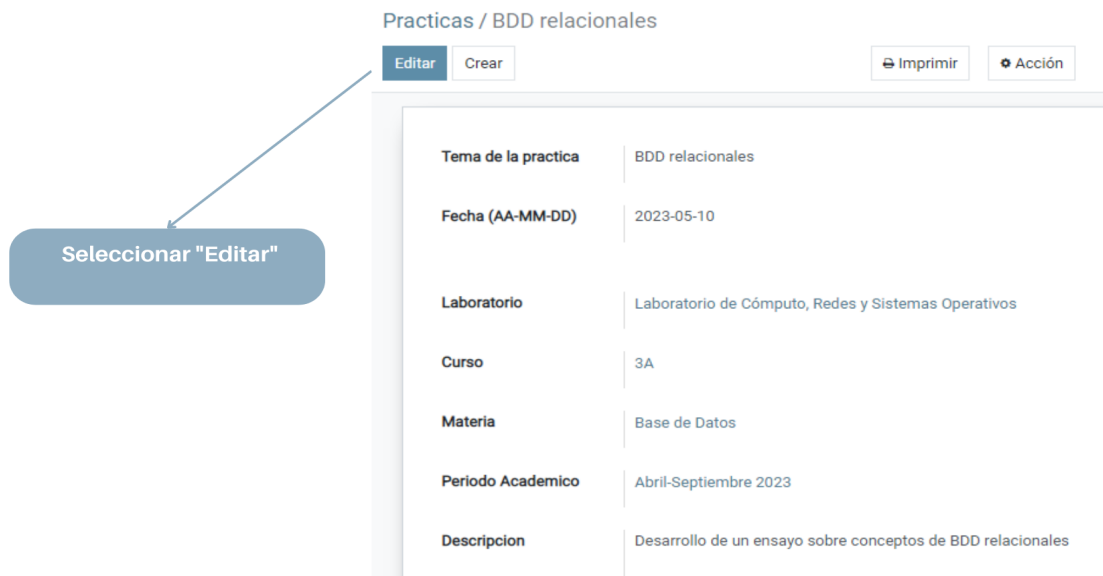 Practicas / BDD relacionales
Editar Crear Imprimir Acción
Tema de la practica BDD relacionales
Fecha (AA-MM-DD) 2023-05-10
Seleccionar "Editar"
Laboratorio Laboratorio de Cómputo, Redes y Sistemas Operativos
Curso 3A
Materia Base de Datos
Periodo Academico Abril-Septiembre 2023
Descripcion Desarrollo de un ensayo sobre conceptos de BDD relacionales